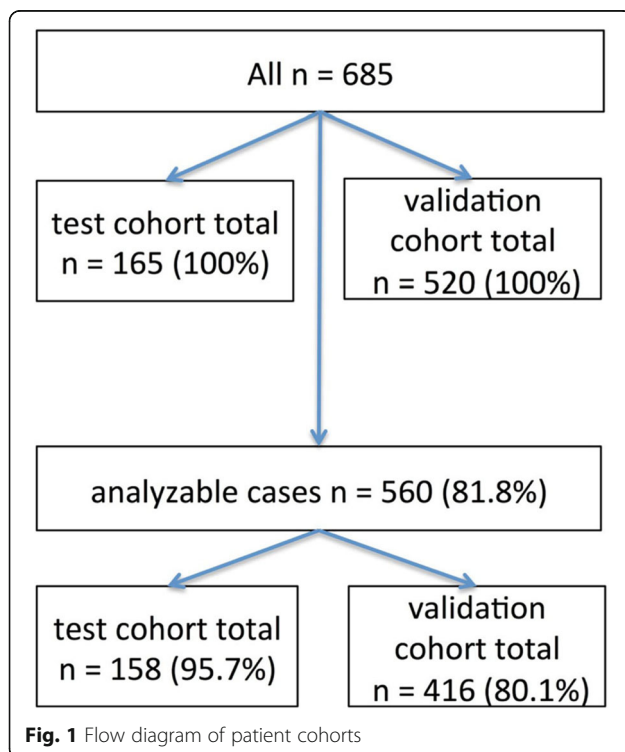 All n = 685
test cohort total
n = 165 (100%)
validation
cohort total
n = 520 (100%)
analyzable cases n = 560 (81.8%)
test cohort total
n = 158 (95.7%)
validation
cohort total
n = 416 (80.1%)
Fig. 1 Flow diagram of patient cohorts